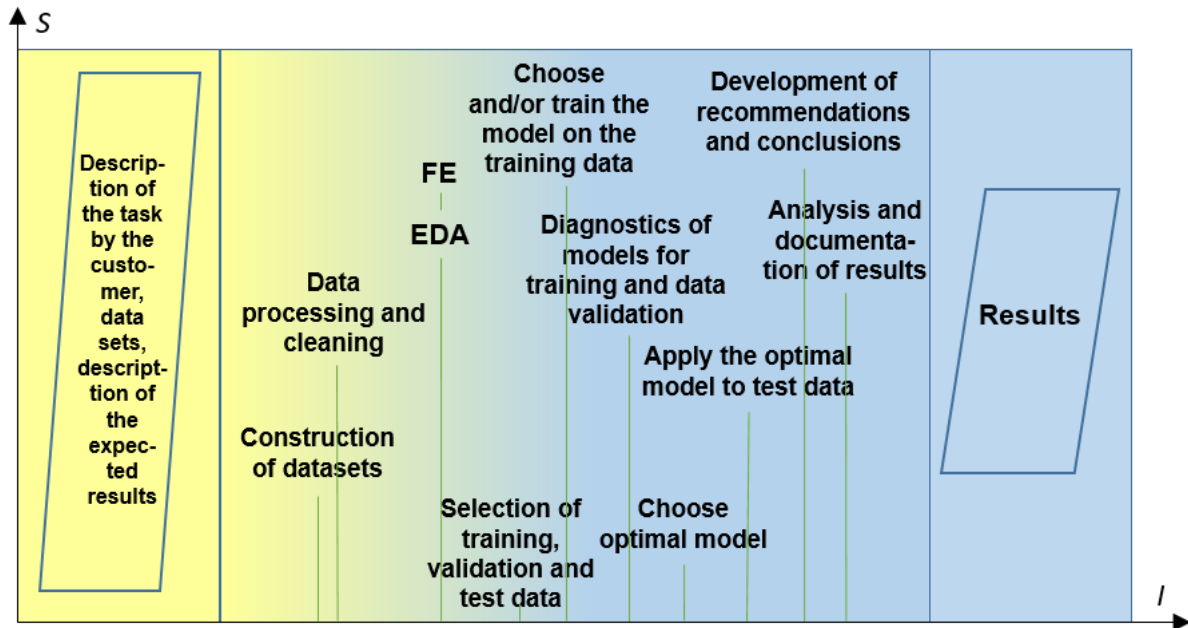 S
Descrip-
tion of
the task
by the
custo-
mer,
data
sets,
descript-
tion of
the
expec-
ted
results
Construction
of datasets
Data
processing and
cleaning
FE
EDA
Selection of
training,
validation and
test data
Choose
and/or train the
model on the
training data
Diagnostics of
models for
training and data
validation
Choose
optimal model
Apply the optimal
model to test data
Development of
recommendations
and conclusions
Analysis and
documenta-
tion of results
Results
I